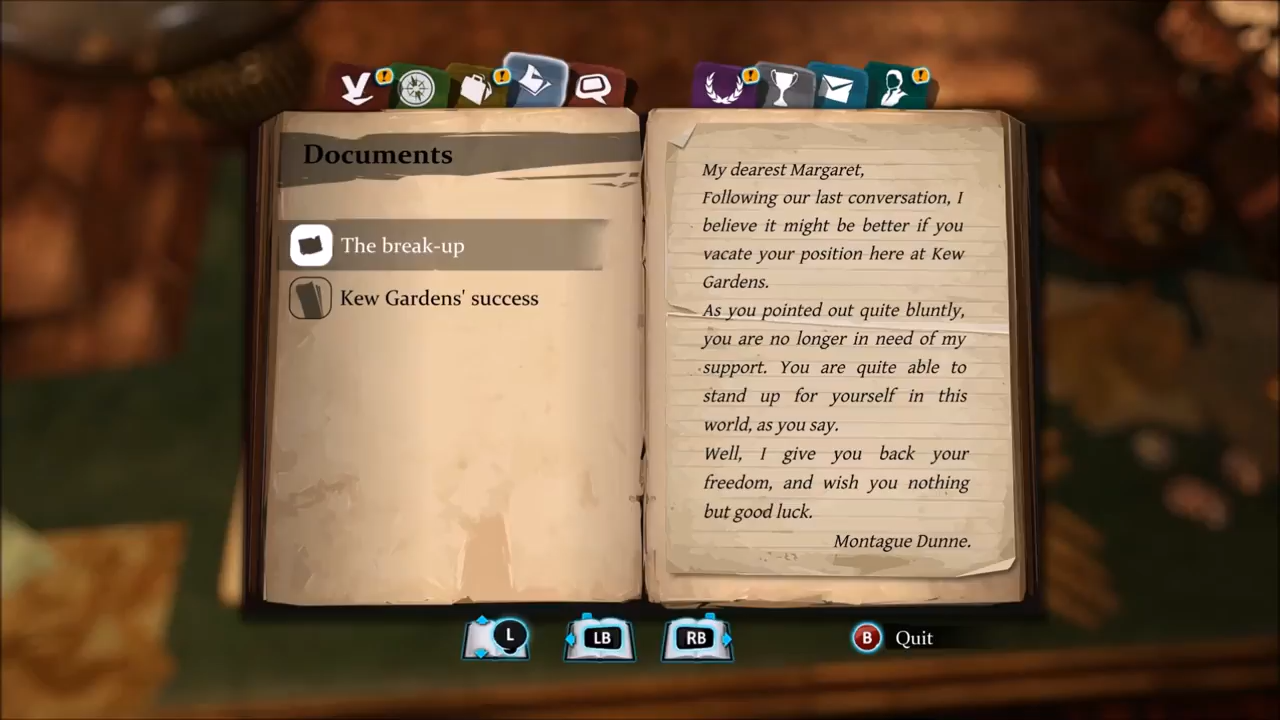 Documents
The break-up
Kew Gardens' success
My dearest Margaret,
Following our last conversation, I
believe it might be better if you
vacate your position here at Kew
Gardens.
As you pointed out quite bluntly,
you are no longer in need of my
support. You are quite able to
stand up for yourself in this
world, as you say.
Well, I give you back your
freedom, and wish you nothing
but good luck.
Montague Dunne.
L
LB
RB
B Quit